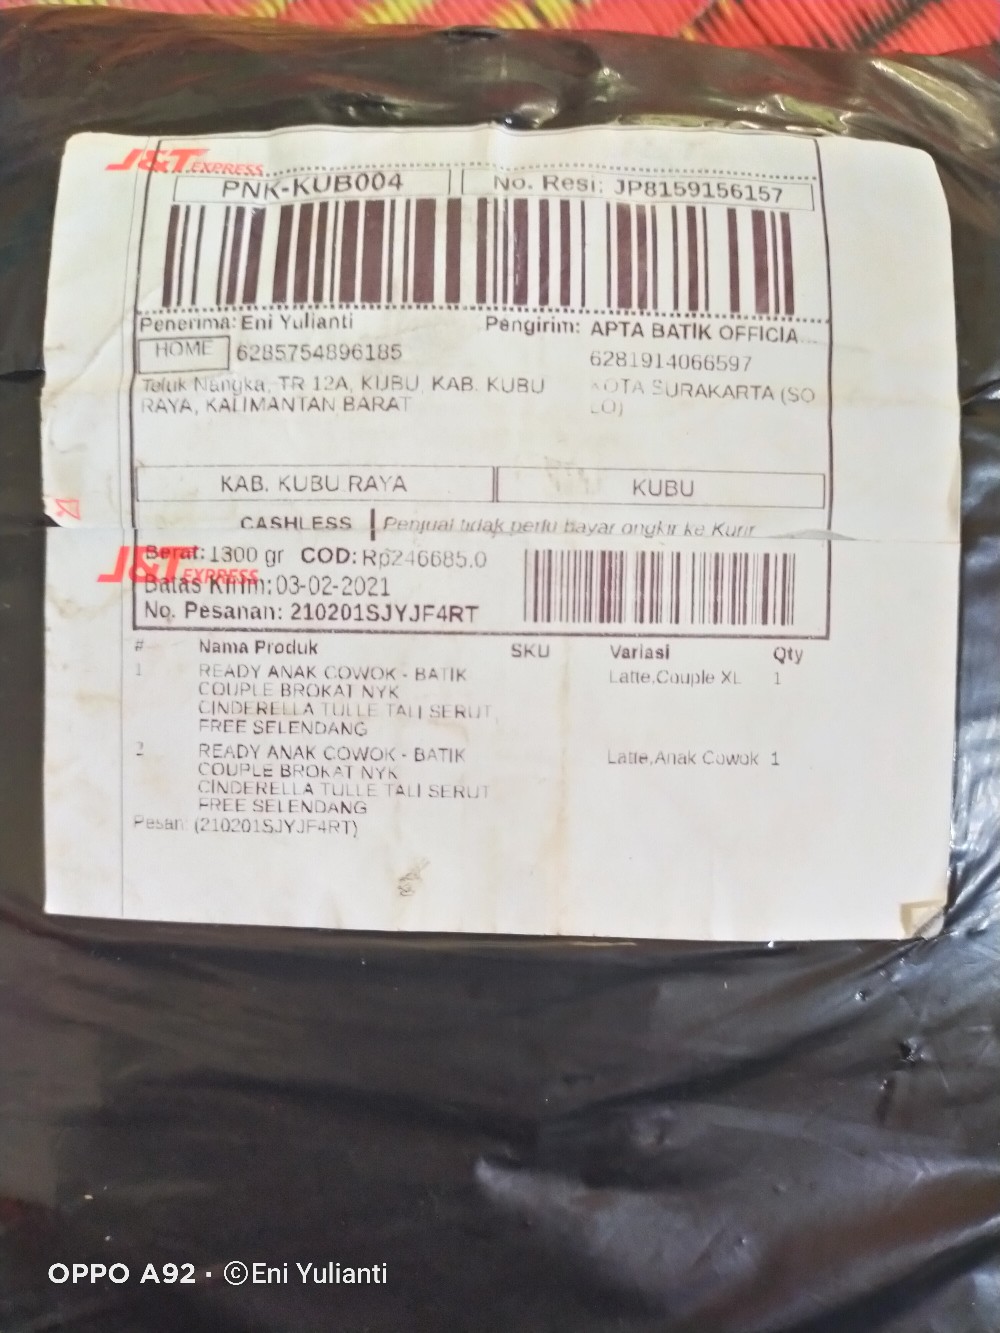 J&T EXPRESS
PNK-KUB004 No. Resi: JP8159156157
Penerima: Eni Yulianti Pengirim: APTA BATIK OFFICIA...
HOME 6285754896185 6281914066597
Teluk Nangka, TR 12A, KUBU, KAB. KUBU KOTA SURAKARTA (SO
RAYA, KALIMANTAN BARAT LO)
KAB. KUBU RAYA KUBU
CASHLESS Penjual tidak perlu bayar ongkir ke Kurir
Berat: 1300 gr COD: Rp246685.0
J&T EXPRESS
Batas Kirim: 03-02-2021
No. Pesanan: 210201SJYJF4RT
# Nama Produk SKU Variasi Qty
1 READY ANAK COWOK - BATIK Latte,Couple XL 1
COUPLE BROKAT NYK
CINDERELLA TULLE TALI SERUT
FREE SELENDANG
2 READY ANAK COWOK - BATIK Latte,Anak Cowok 1
COUPLE BROKAT NYK
CINDERELLA TULLE TALI SERUT
FREE SELENDANG
Pesan: (210201SJYJF4RT)
OPPO A92 · ©Eni Yulianti